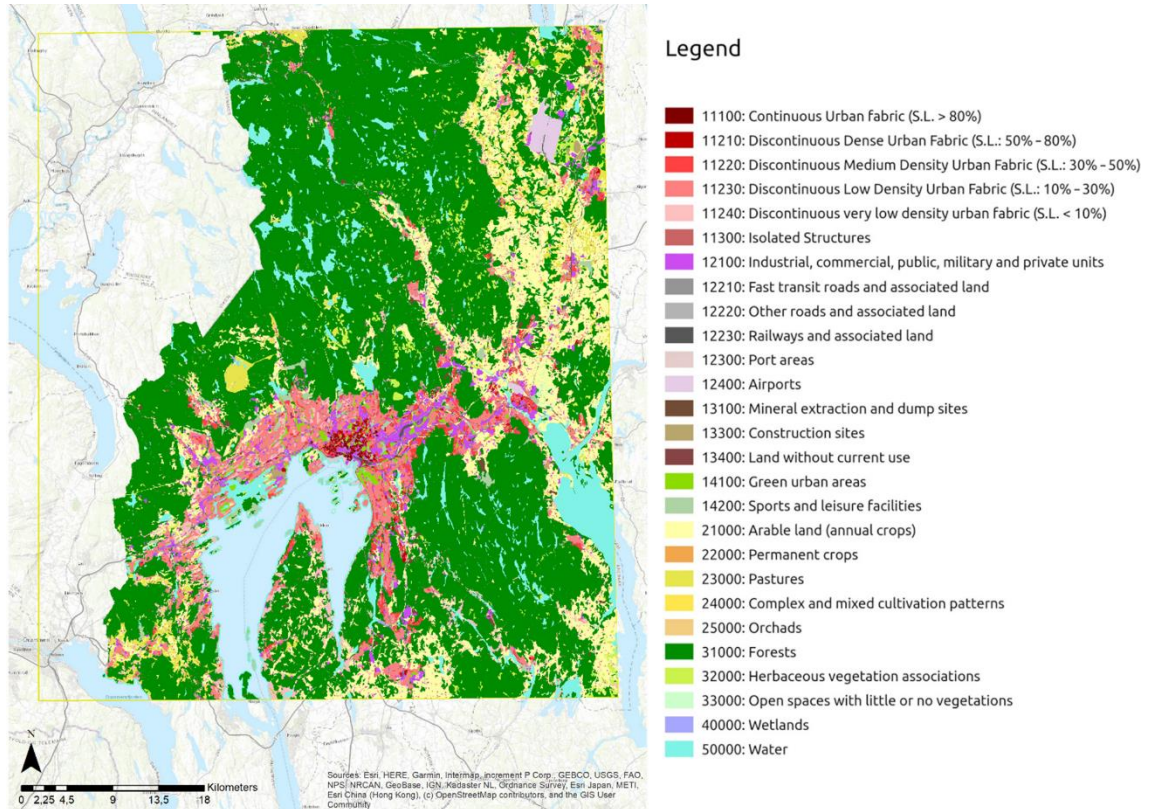 Legend
11100: Continuous Urban fabric (S.L. > 80%)
11210: Discontinuous Dense Urban Fabric (S.L.: 50% - 80%)
11220: Discontinuous Medium Density Urban Fabric (S.L.: 30% - 50%)
11230: Discontinuous Low Density Urban Fabric (S.L.: 10% - 30%)
11240: Discontinuous very low density urban fabric (S.L. < 10%)
11300: Isolated Structures
12100: Industrial, commercial, public, military and private units
12210: Fast transit roads and associated land
12220: Other roads and associated land
12230: Railways and associated land
12300: Port areas
12400: Airports
13100: Mineral extraction and dump sites
13300: Construction sites
13400: Land without current use
14100: Green urban areas
14200: Sports and leisure facilities
21000: Arable land (annual crops)
22000: Permanent crops
23000: Pastures
24000: Complex and mixed cultivation patterns
25000: Orchads
31000: Forests
32000: Herbaceous vegetation associations
33000: Open spaces with little or no vegetations
40000: Wetlands
50000: Water
N
Kilometers
0 2,25 4,5 9 13,5 18
Sources: Esri, HERE, Garmin, Intermap, increment P Corp., GEBCO, USGS, FAO,
NPS, NRCAN, GeoBase, IGN, Kadaster NL, Ordnance Survey, Esri Japan, METI,
Esri China (Hong Kong), (c) OpenStreetMap contributors, and the GIS User
Community